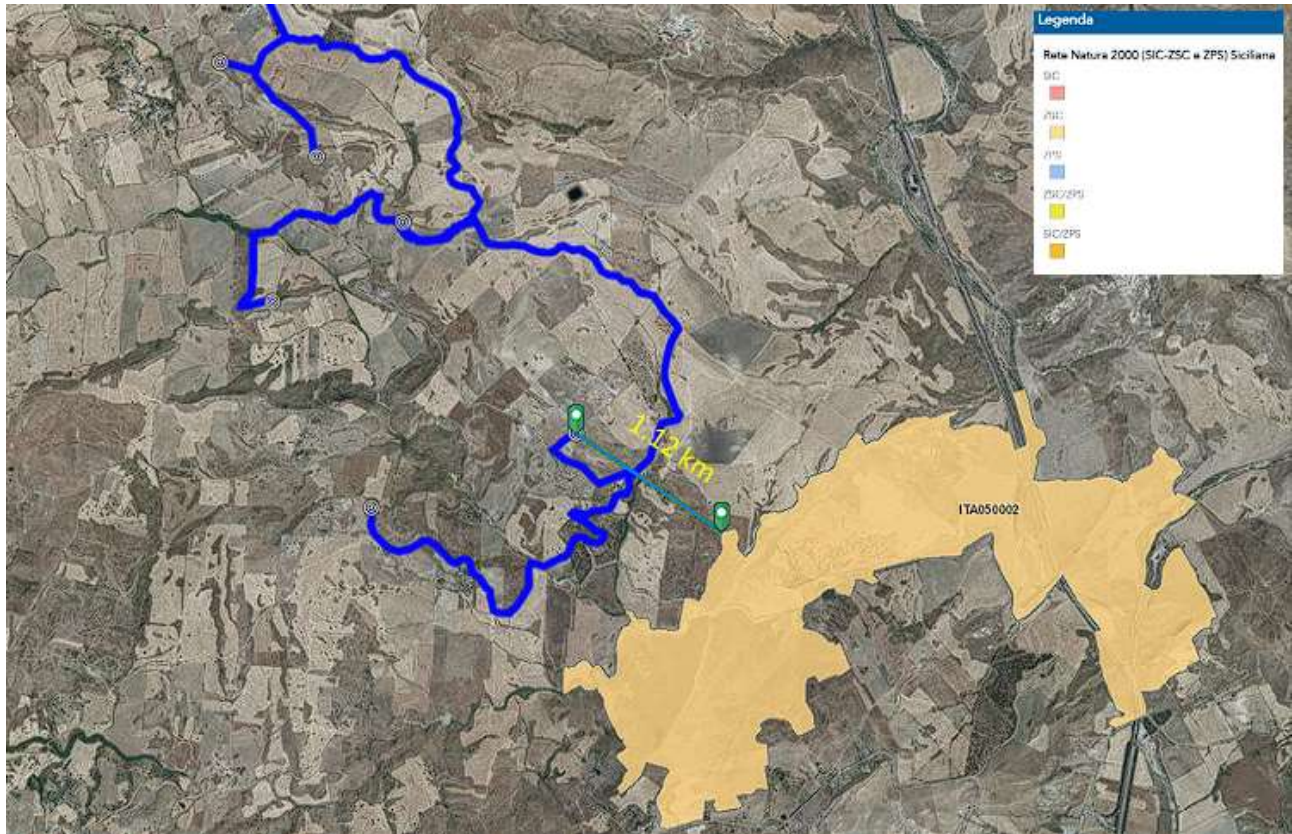 Legenda
Rete Natura 2000 (SIC-ZSC e ZPS) Siciliana
SIC
ZSC
ZPS
ZSC/ZPS
SIC/ZPS
1.12 km
ITA050002